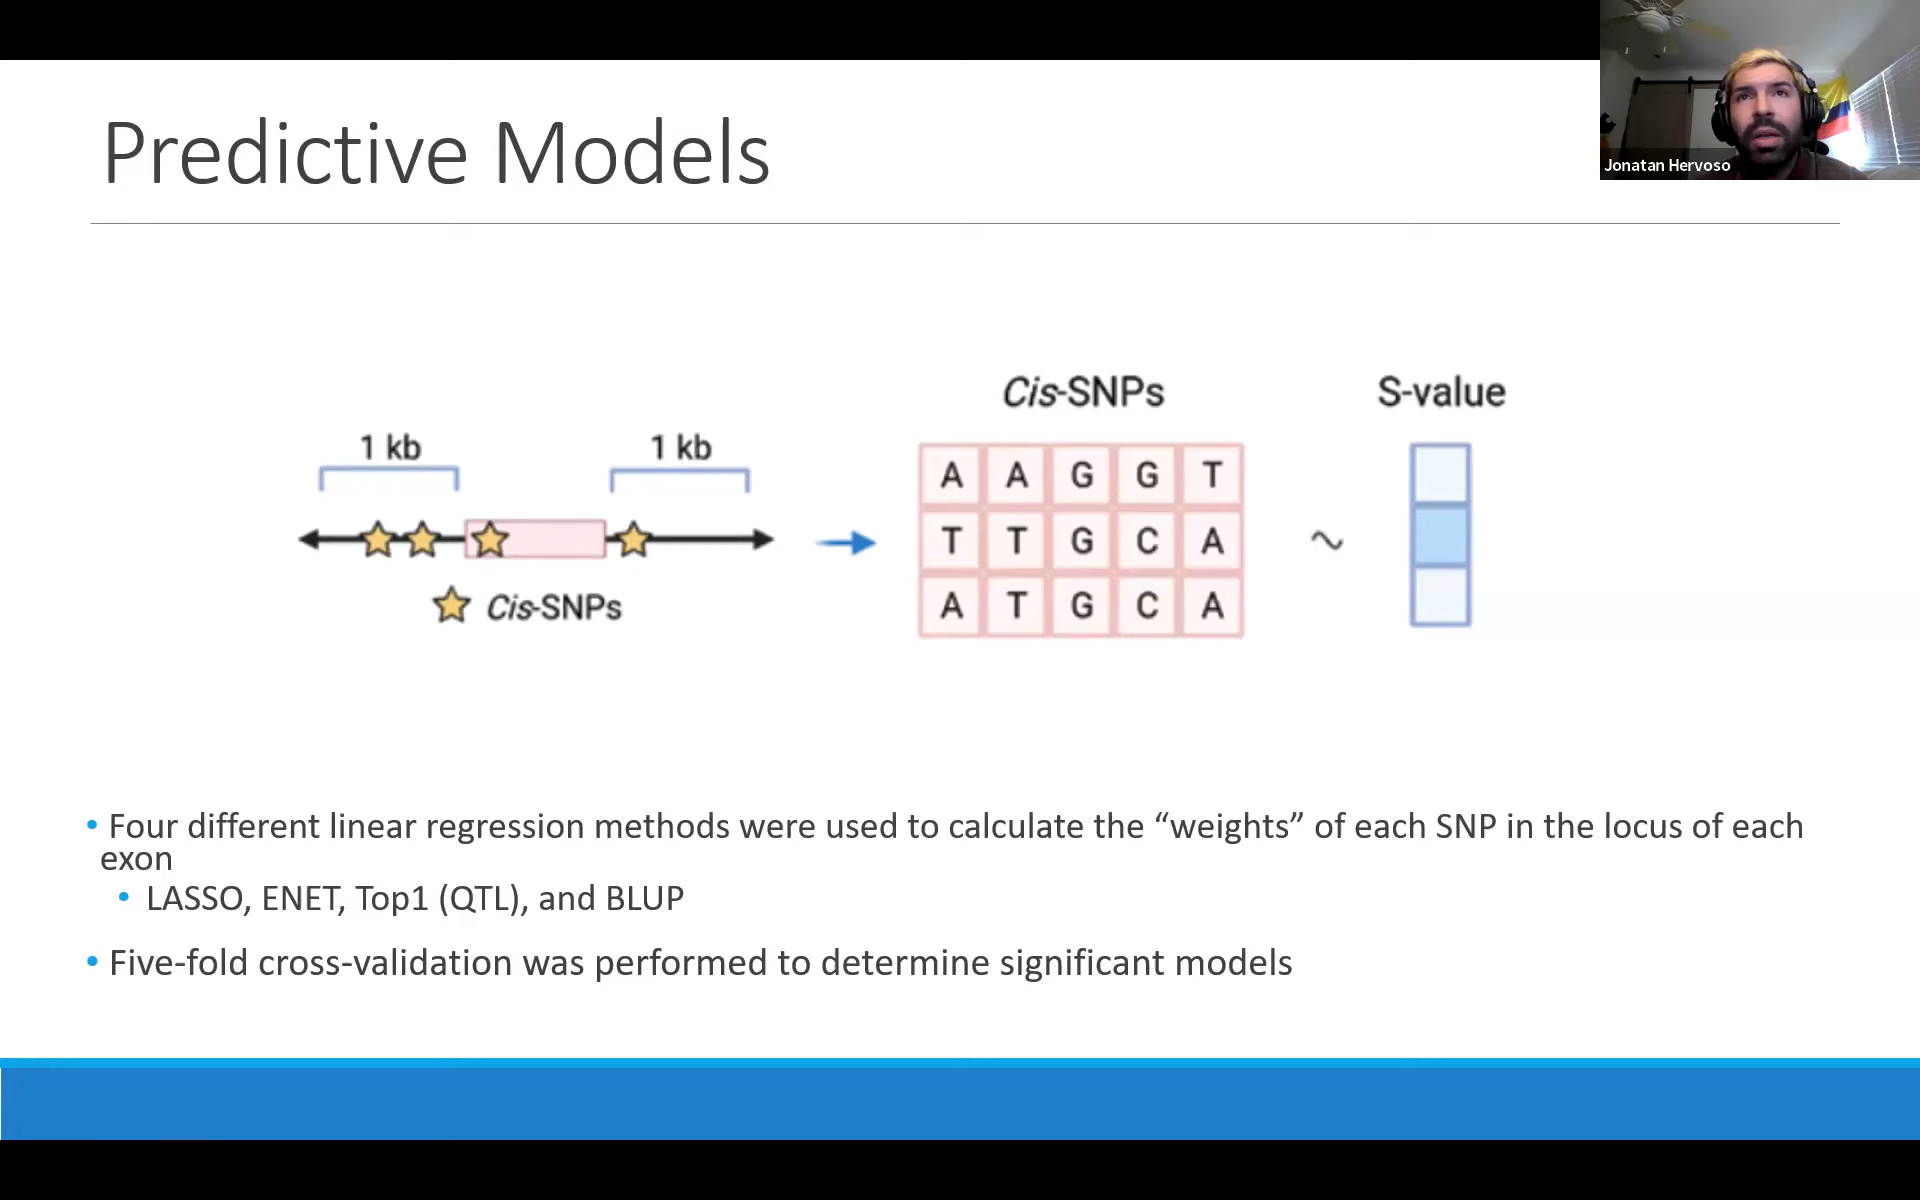 Predictive Models
Jonatan Hervoso
Cis-SNPs
S-value
1 kb
1 kb
A A G G T
T T G C A
~
A T G C A
Cis-SNPs
• Four different linear regression methods were used to calculate the “weights” of each SNP in the locus of each
exon
• LASSO, ENET, Top1 (QTL), and BLUP
• Five-fold cross-validation was performed to determine significant models